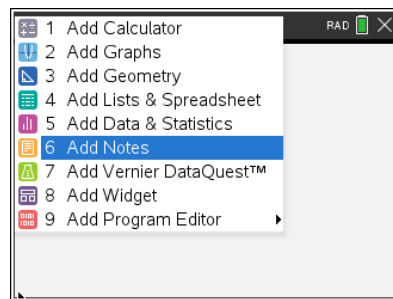 1 Add Calculator
RAD
2 Add Graphs
3 Add Geometry
4 Add Lists & Spreadsheet
5 Add Data & Statistics
6 Add Notes
7 Add Vernier DataQuest™
8 Add Widget
9 Add Program Editor